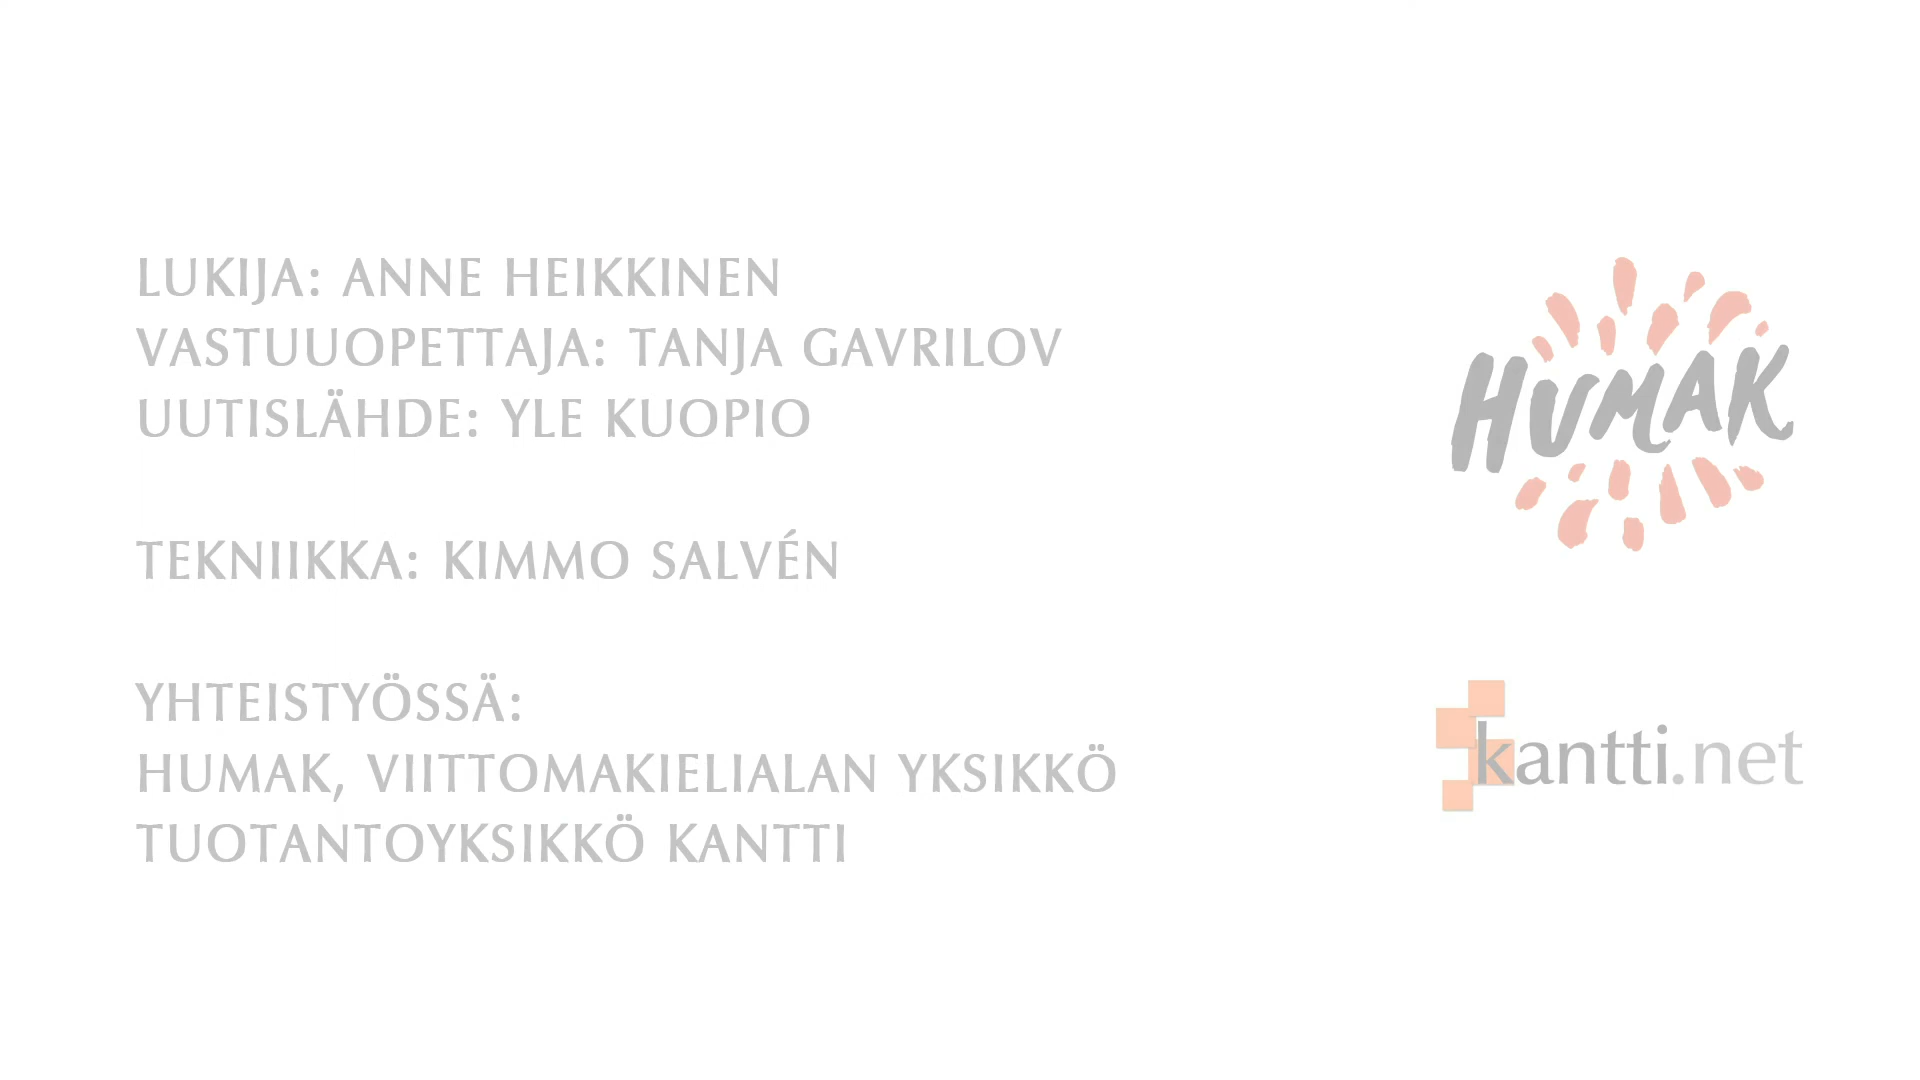 LUKIJA: ANNE HEIKKINEN
VASTUUOPETTAJA: TANJA GAVRILOV
UUTISLÄHDE: YLE KUOPIO
TEKNIIKKA: KIMMO SALVÉN
YHTEISTYÖSSÄ:
HUMAK, VIITTOMAKIELIALAN YKSIKKÖ
TUOTANTOYKSIKKÖ KANTTI
HUMAK
kantti.net